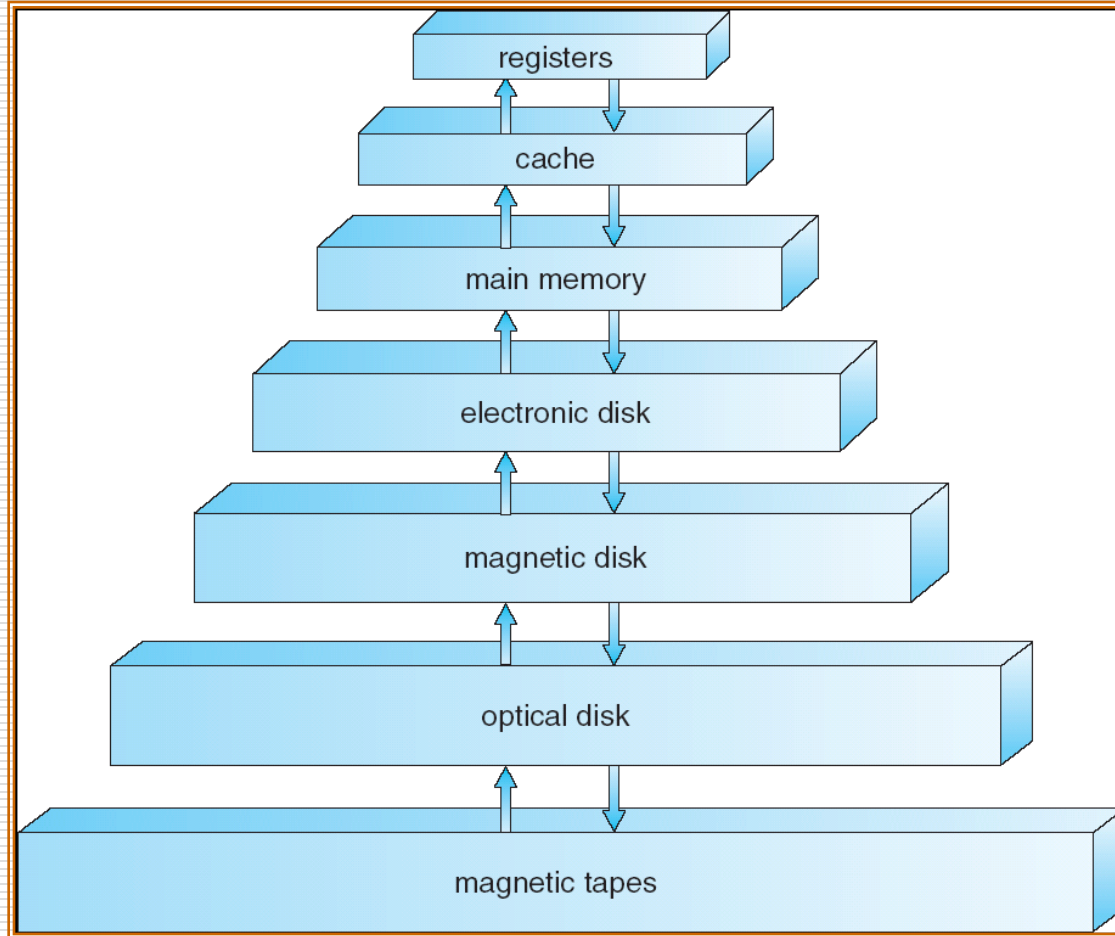 registers
cache
main memory
electronic disk
magnetic disk
optical disk
magnetic tapes